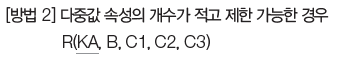 [방법 2] 다중값 속성의 개수가 적고 제한 가능한 경우
R(KA, B, C1, C2, C3)